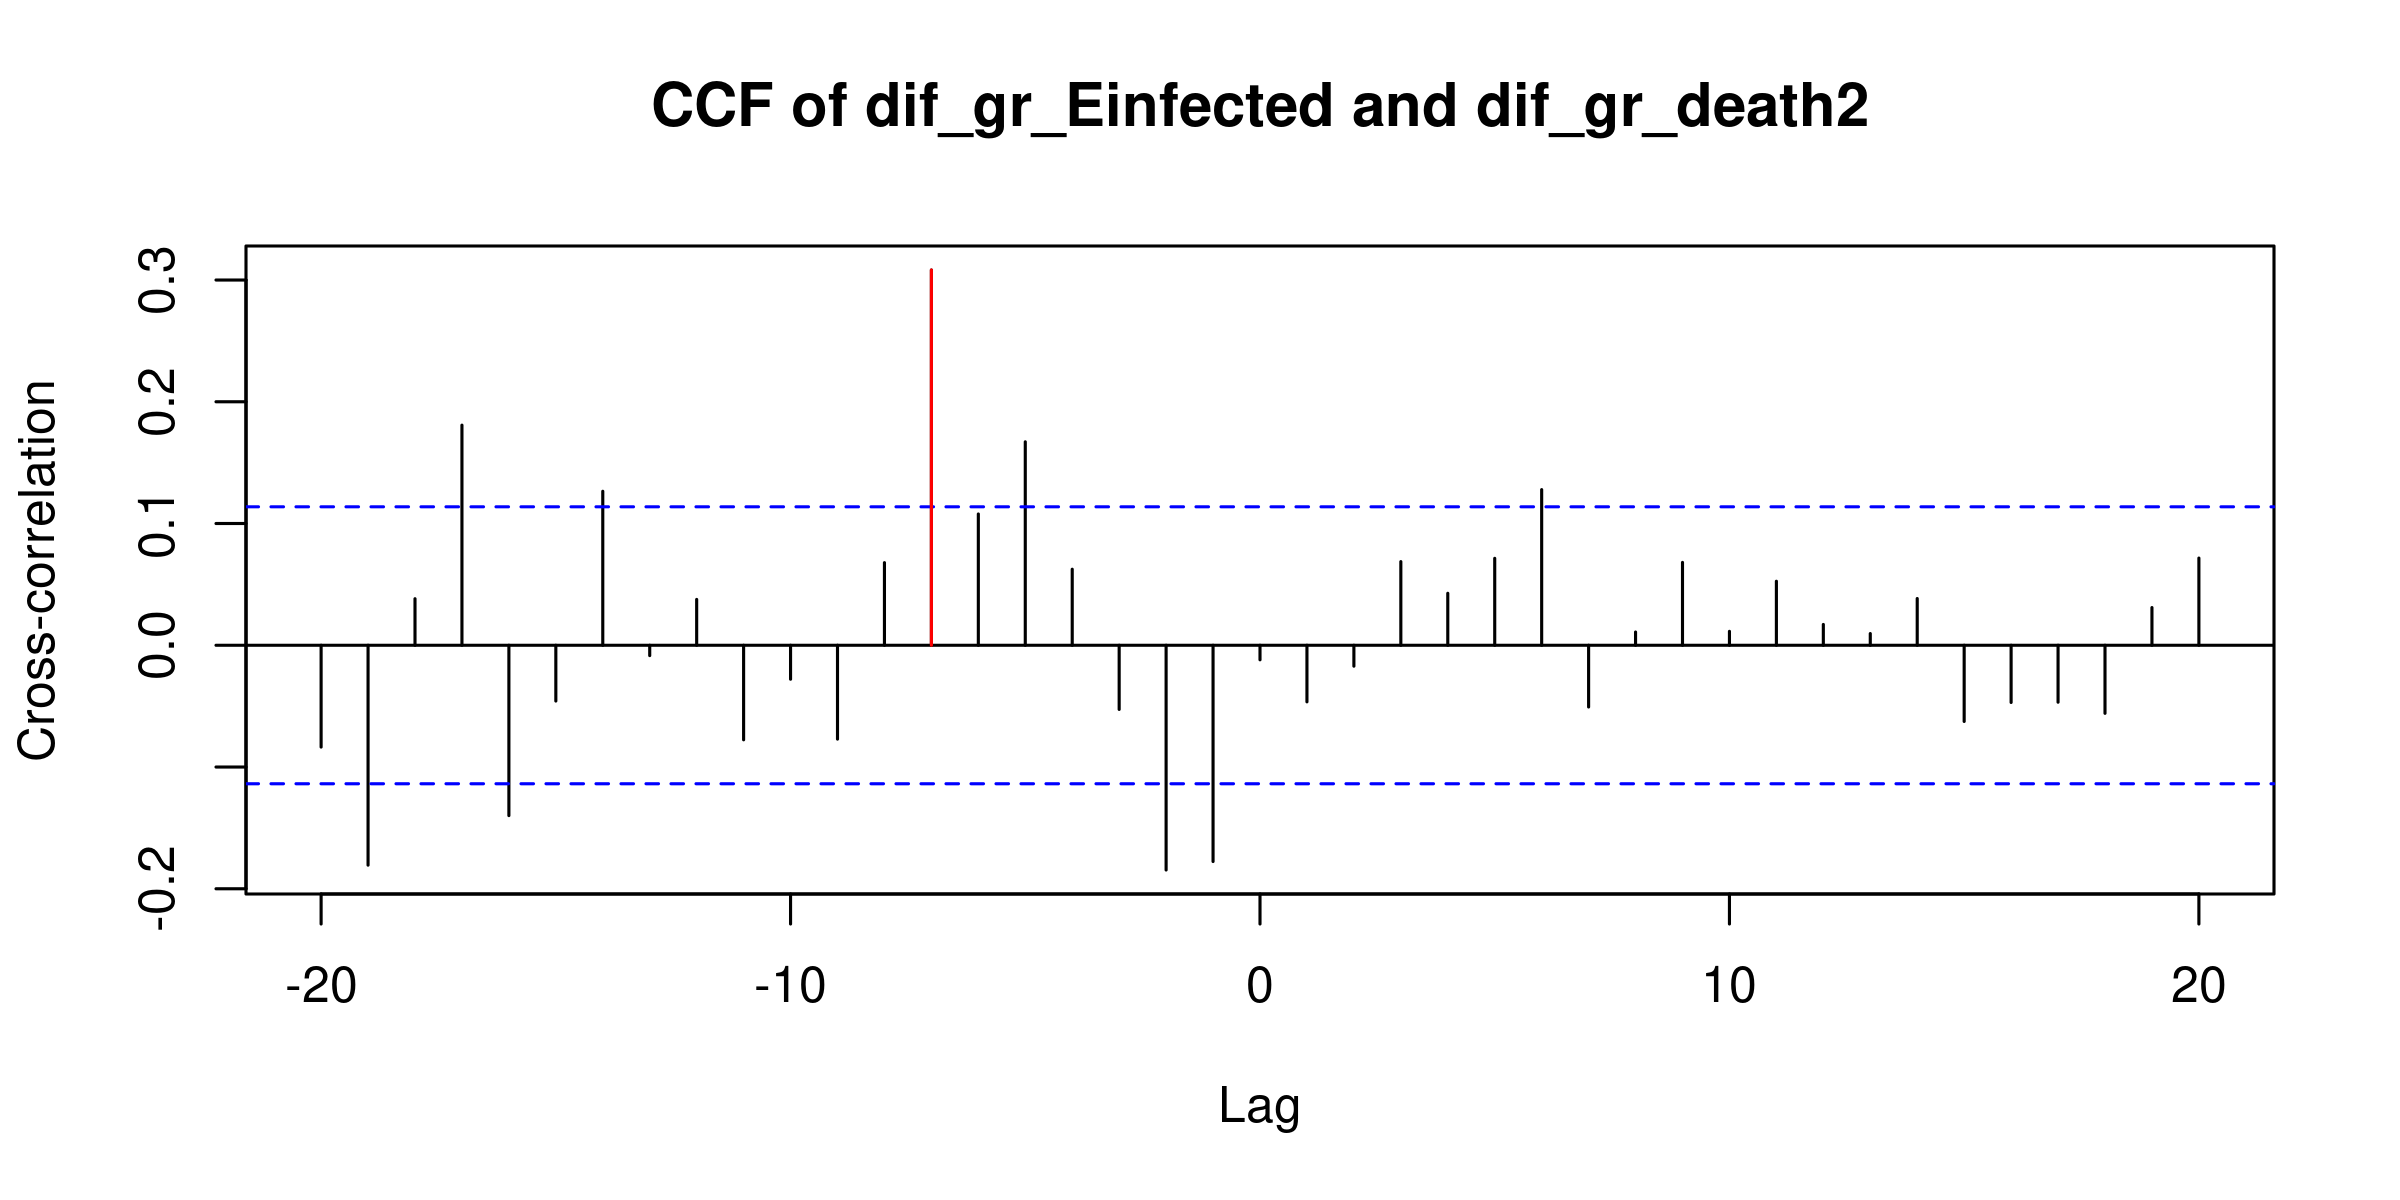 CCF of dif_gr_Einfected and dif_gr_death2
Cross-correlation
0.3
0.2
0.1
0.0
-0.2
-20 -10 0 10 20
Lag